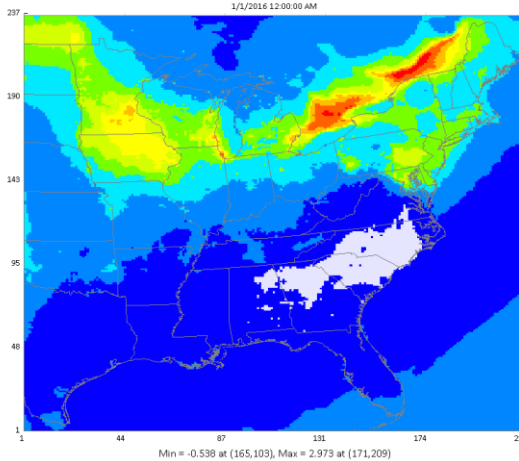 1/1/2016 12:00:00 AM
237
190
143
95
48
1
1 44 87 131 174 2
Min = -0.538 at (165,103), Max = 2.973 at (171,209)